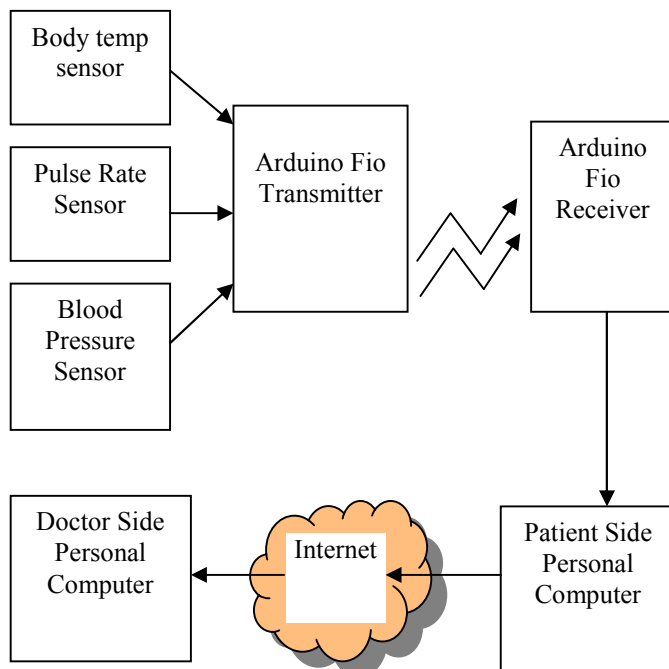 Body temp
sensor
Pulse Rate
Sensor
Blood
Pressure
Sensor
Arduino Fio
Transmitter
Arduino
Fio
Receiver
Doctor Side
Personal
Computer
Internet
Patient Side
Personal
Computer